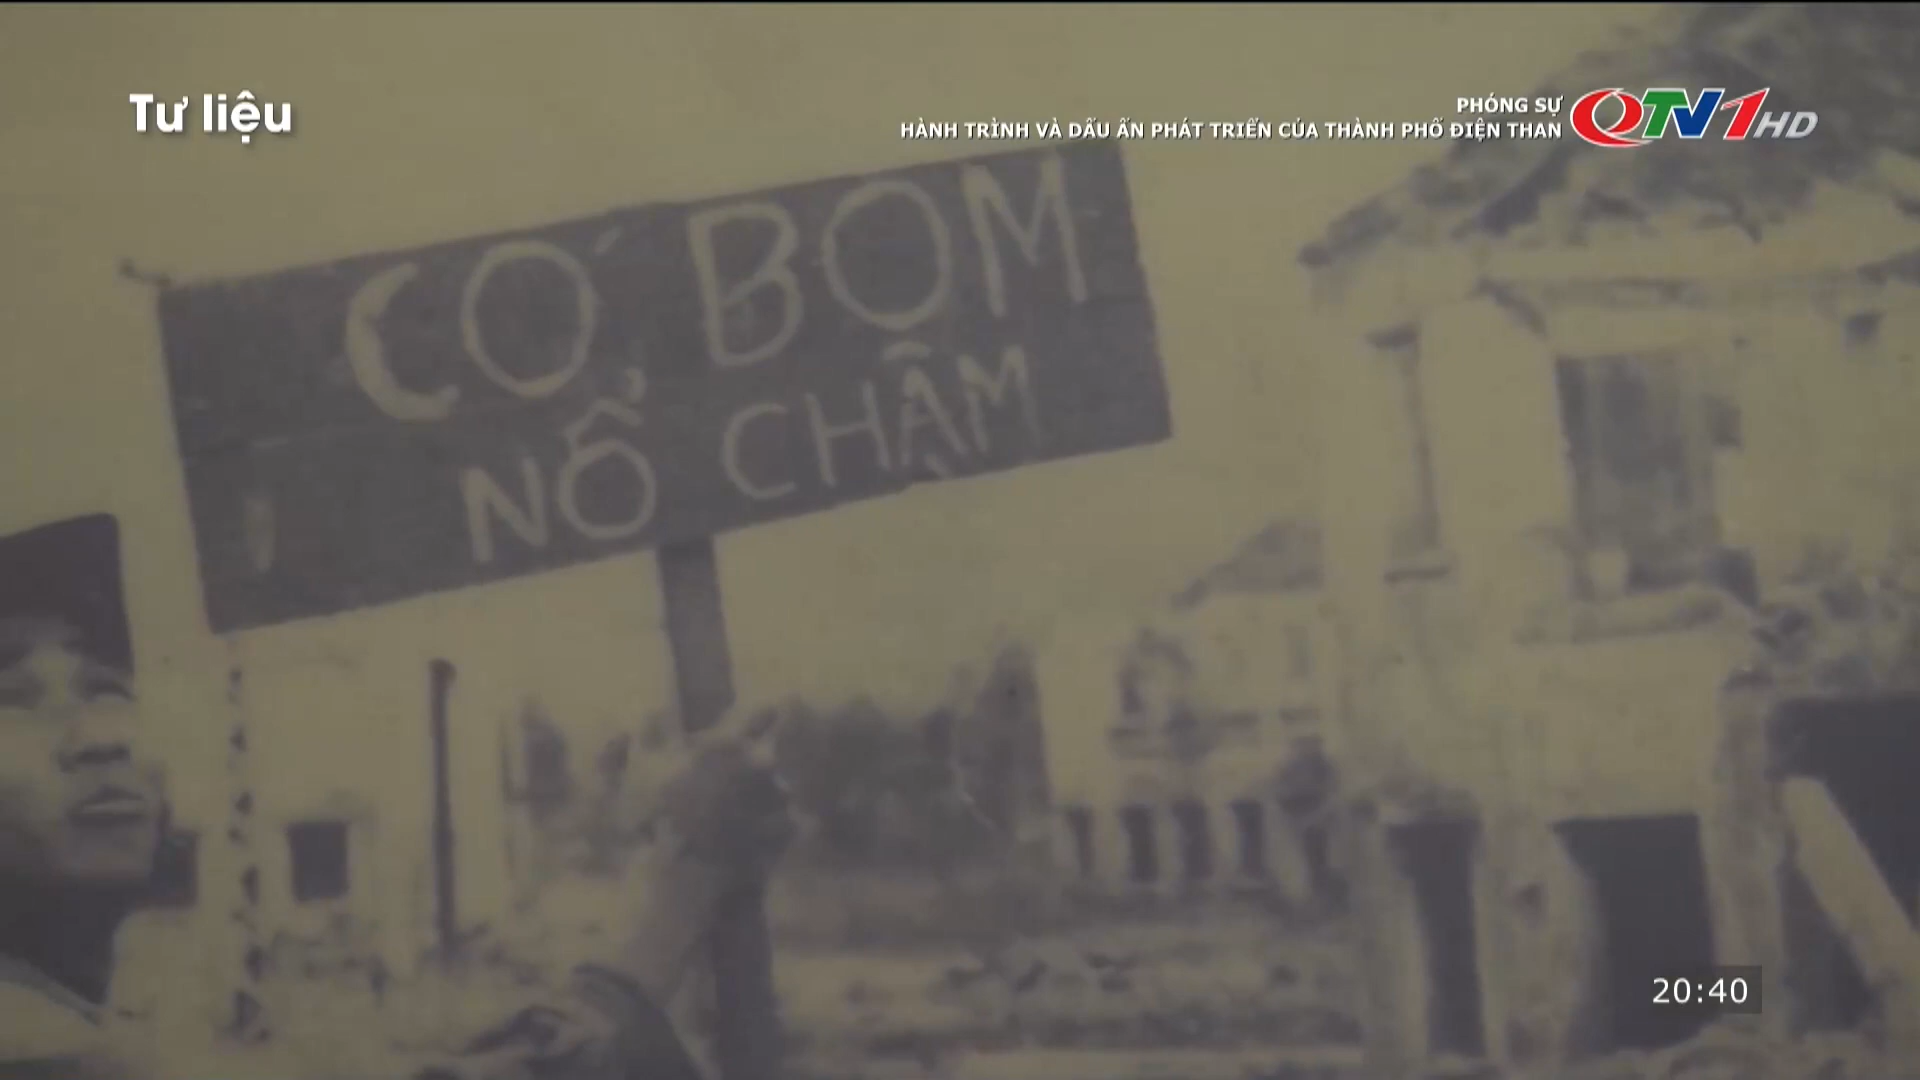 Tư liệu
PHÓNG SỰ
HÀNH TRÌNH VÀ DẤU ẤN PHÁT TRIỂN CỦA THÀNH PHỐ ĐIỆN THAN
QTV1HD
CÓ BOM
NỔ CHẬM
20:40